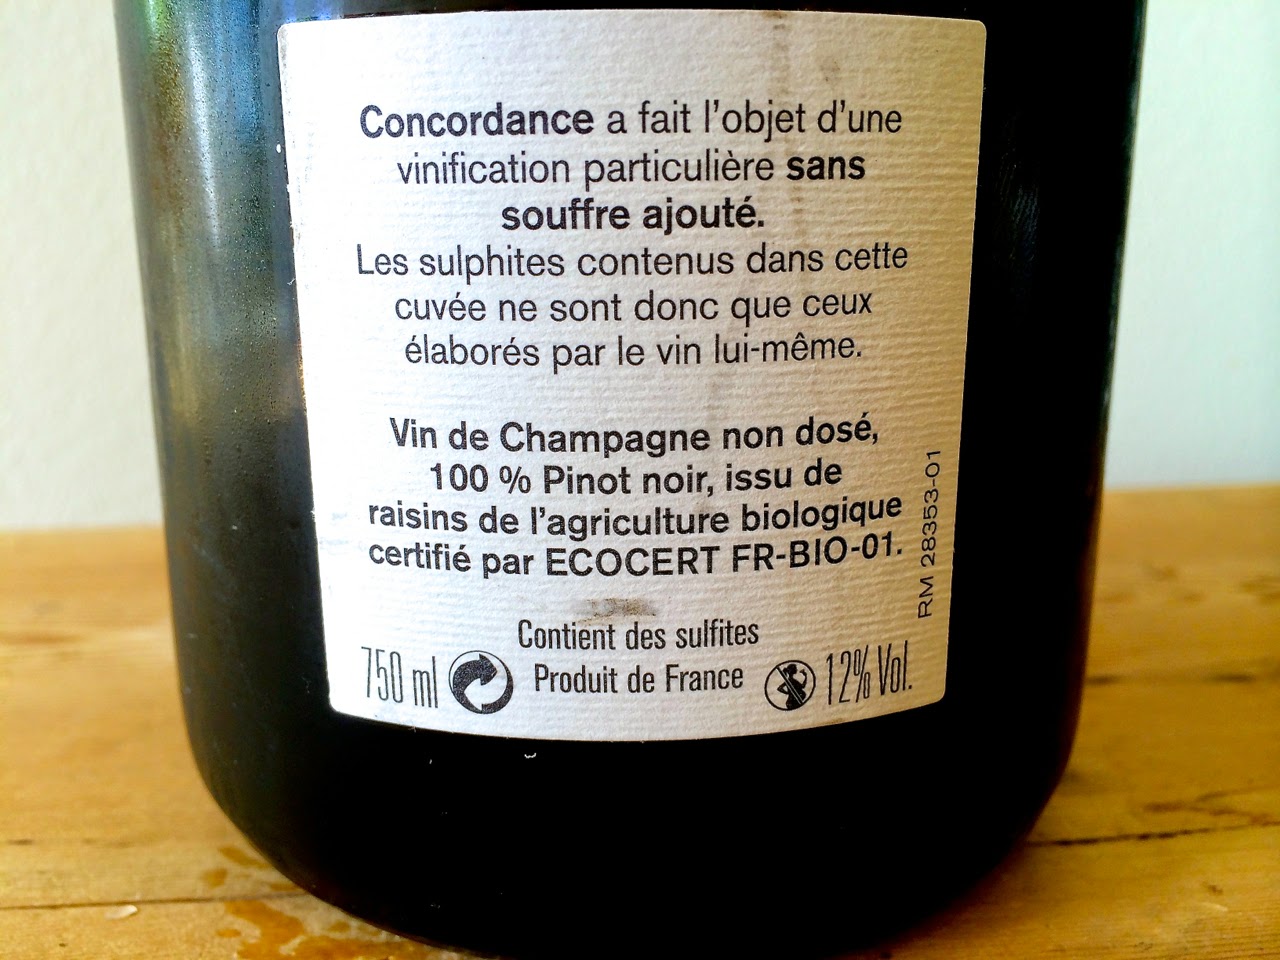 Concordance a fait l'objet d'une
vinification particulière sans
souffre ajouté.
Les sulphites contenus dans cette
cuvée ne sont donc que ceux
élaborés par le vin lui-même.
Vin de Champagne non dosé,
100 % Pinot noir, issu de
raisins de l'agriculture biologique
certifié par ECOCERT FR-BIO-01.
RM 28353-01
Contient des sulfites
750 ml Produit de France 12% Vol.